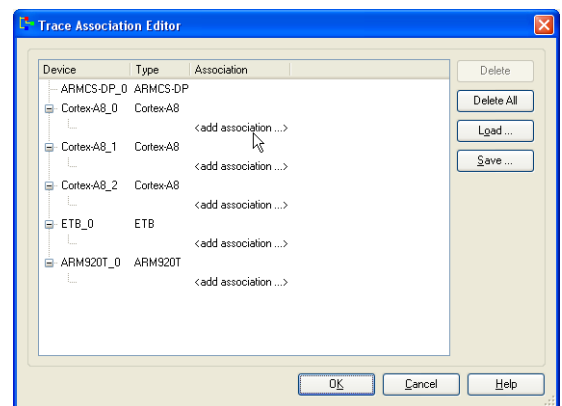 Trace Association Editor
Device Type Association
ARMCS-DP_0 ARMCS-DP
Cortex-A8_0 Cortex-A8
<add association ...>
Cortex-A8_1 Cortex-A8
<add association ...>
Cortex-A8_2 Cortex-A8
<add association ...>
ETB_0 ETB
<add association ...>
ARM920T_0 ARM920T
<add association ...>
Delete
Delete All
Load ...
Save ...
OK Cancel Help